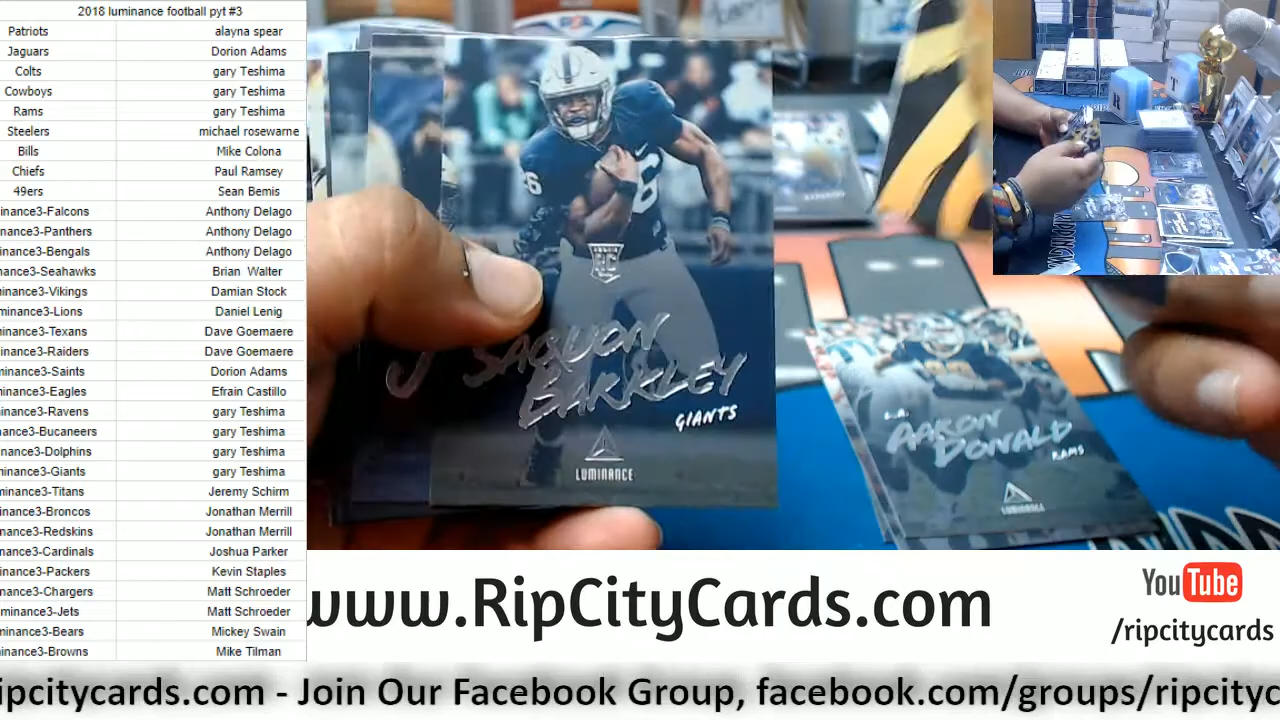 2018 luminance football pyt #3
Patriots alayna spear
Jaguars Dorion Adams
Colts gary Teshima
Cowboys gary Teshima
Rams gary Teshima
Steelers michael rosewarne
Bills Mike Colona
Chiefs Paul Ramsey
49ers Sean Bemis
inance3-Falcons Anthony Delago
inance3-Panthers Anthony Delago
inance3-Bengals Anthony Delago
nance3-Seahawks Brian Walter
inance3-Vikings Damian Stock
minance3-Lions Daniel Lenig
inance3-Texans Dave Goemaere
inance3-Raiders Dave Goemaere
minance3-Saints Dorion Adams
inance3-Eagles Efrain Castillo
inance3-Ravens gary Teshima
nance3-Bucaneers gary Teshima
inance3-Dolphins gary Teshima
minance3-Giants gary Teshima
minance3-Titans Jeremy Schirm
nance3-Broncos Jonathan Merrill
nance3-Redskins Jonathan Merrill
nance3-Cardinals Joshua Parker
nance3-Packers Kevin Staples
nance3-Chargers Matt Schroeder
minance3-Jets Matt Schroeder
minance3-Bears Mickey Swain
nance3-Browns Mike Tilman
26
RC
SAQUON
BARKLEY
GIANTS
LUMINANCE
AARON
DONALD
RAMS
LUMINANCE
www.RipCityCards.com
YouTube
/ripcitycards
ipcitycards.com - Join Our Facebook Group, facebook.com/groups/ripcityc